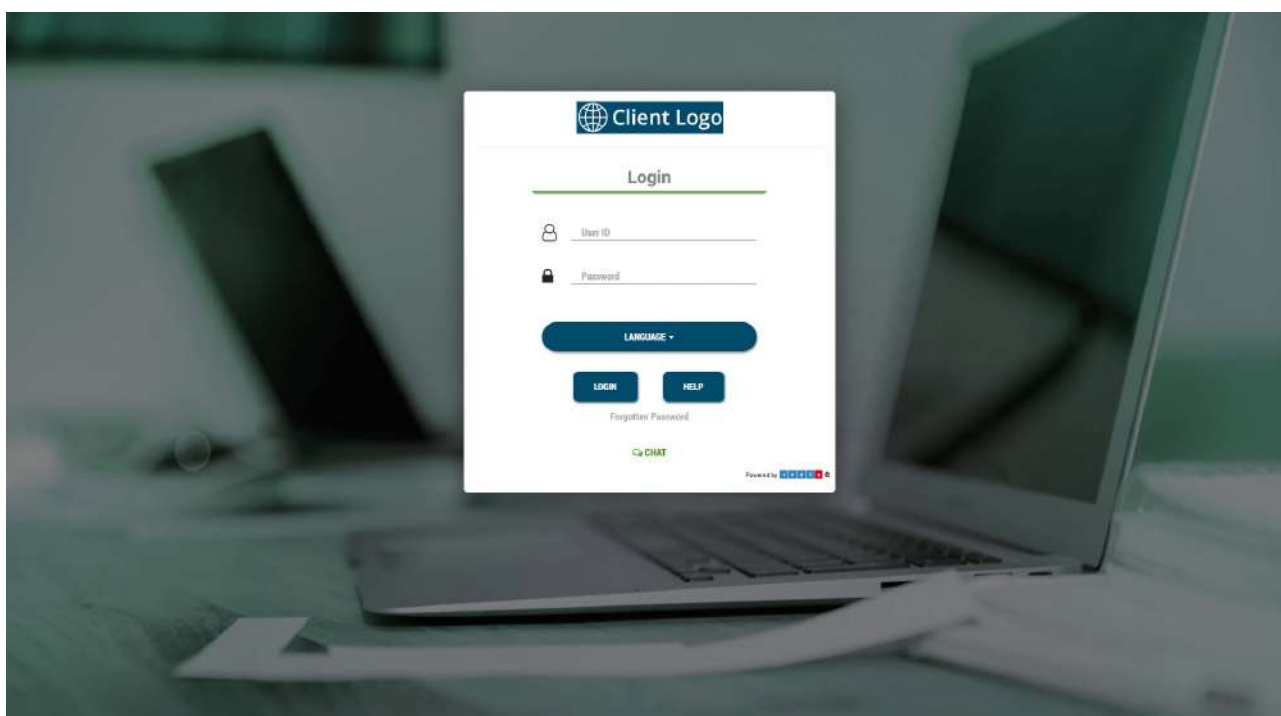 Client Logo
Login
User ID
Password
LANGUAGE
LOGIN HELP
Forgotten Password
CHAT
Powered by